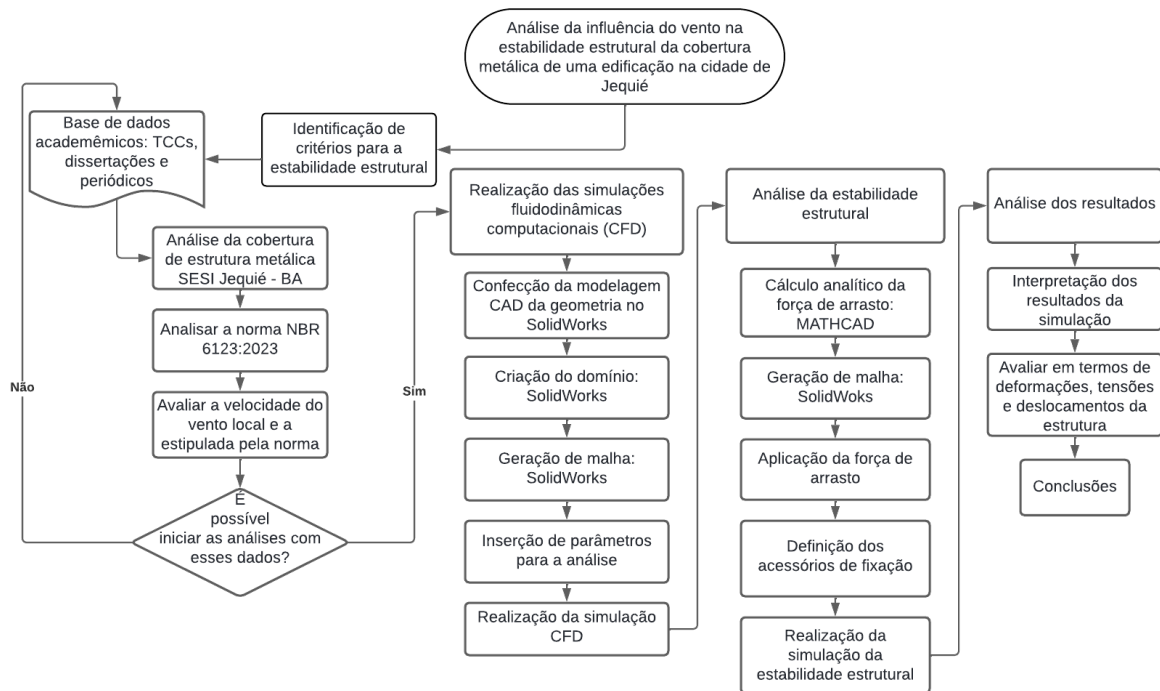 Análise da influência do vento na
estabilidade estrutural da cobertura
metálica de uma edificação na cidade de
Jequié
Identificação de
critérios para a
estabilidade estrutural
Base de dados
academêmicos: TCCs,
dissertações e
periódicos
Análise da cobertura
de estrutura metálica
SESI Jequié - BA
Analisar a norma NBR
6123:2023
Avaliar a velocidade do
vento local e a
estipulada pela norma
É
possível
iniciar as análises com
esses dados?
Não
Sim
Realização das simulações
fluidodinâmicas
computacionais (CFD)
Confecção da modelagem
CAD da geometria no
SolidWorks
Criação do domínio:
SolidWorks
Geração de malha:
SolidWorks
Inserção de parâmetros
para a análise
Realização da simulação
CFD
Análise da estabilidade
estrutural
Cálculo analítico da
força de arrasto:
MATHCAD
Geração de malha:
SolidWoks
Aplicação da força de
arrasto
Definição dos
acessórios de fixação
Realização da
simulação da
estabilidade estrutural
Análise dos resultados
Interpretação dos
resultados da
simulação
Avaliar em termos de
deformações, tensões
e deslocamentos da
estrutura
Conclusões